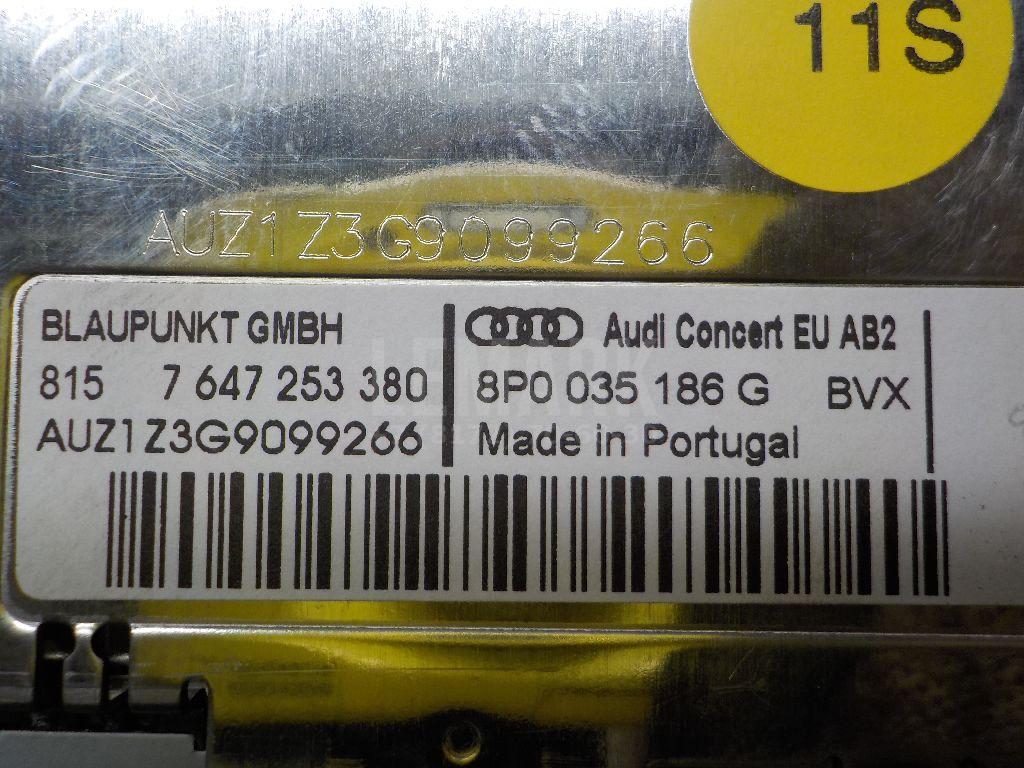 11S
AUZ1Z3G9099266
BLAUPUNKT GMBH
815 7 647 253 380
AUZ1Z3G9099266
Audi Concert EU AB2
8P0 035 186 G BVX
Made in Portugal
LEMARK